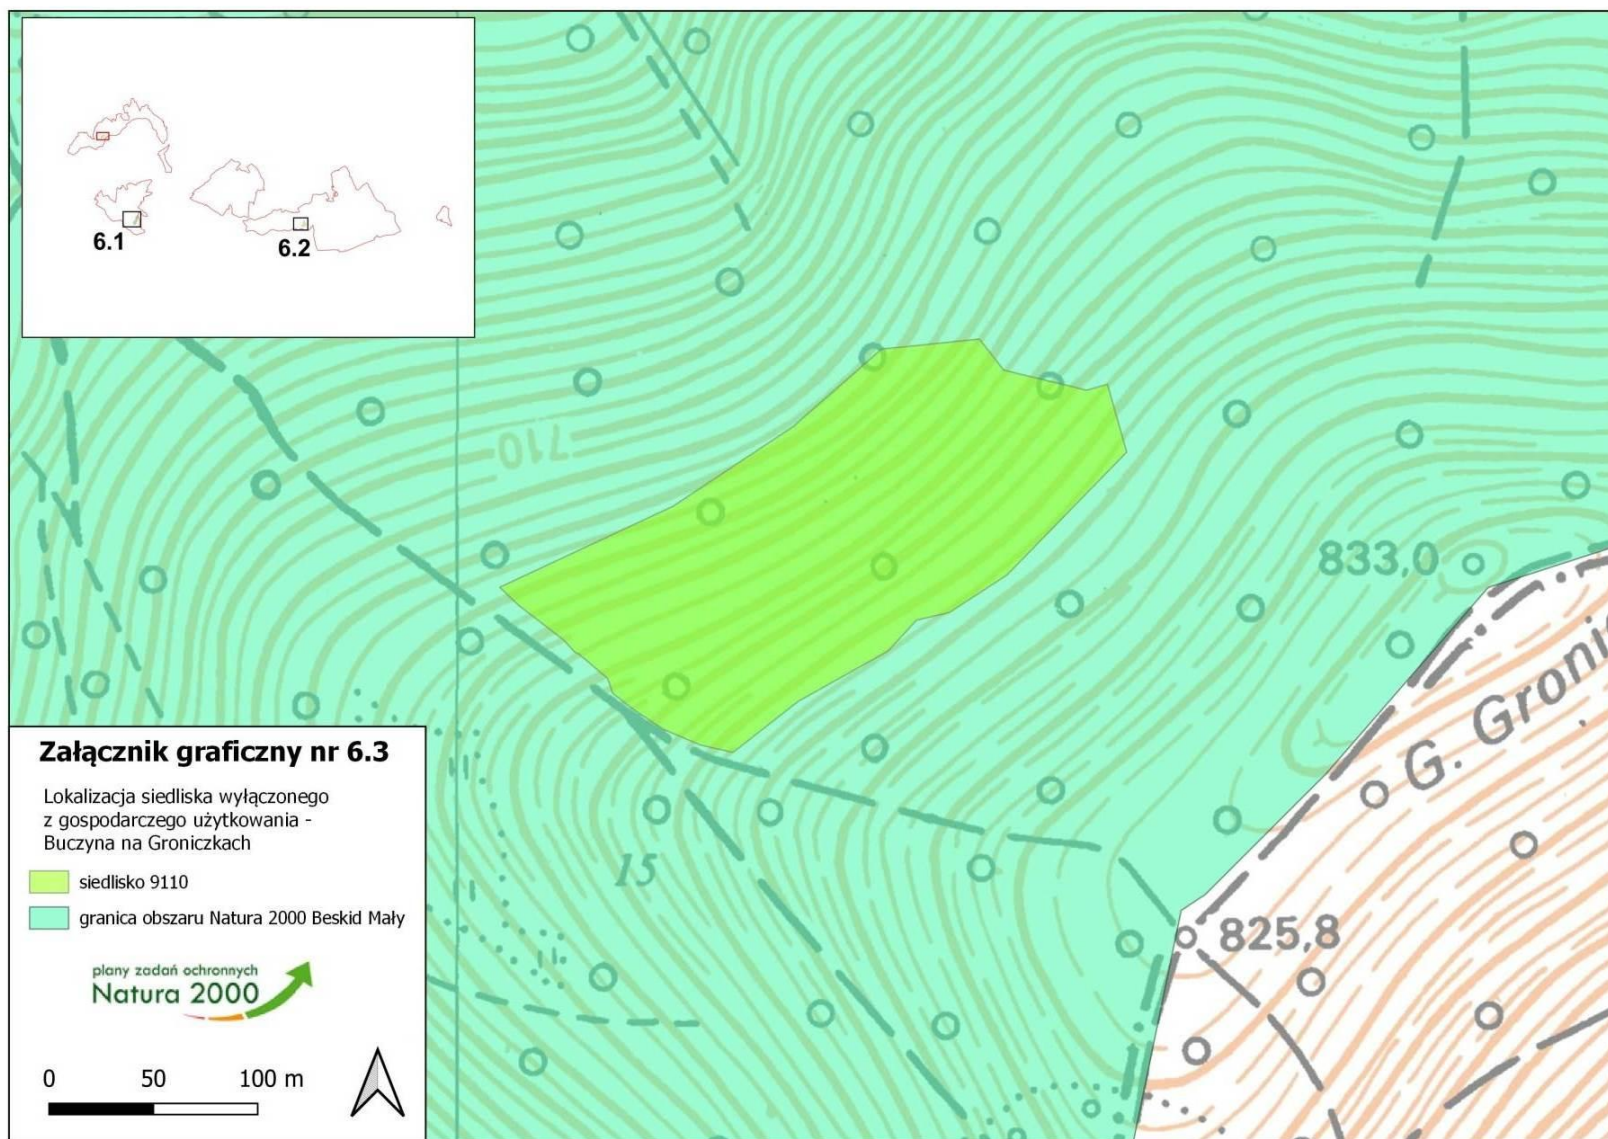 6.1
6.2
710
833,0
G. Groni
15
825,8
Załącznik graficzny nr 6.3
Lokalizacja siedliska wyłączonego
z gospodarczego użytkowania -
Buczyna na Groniczkach
siedlisko 9110
granica obszaru Natura 2000 Beskid Mały
plany zadań ochronnych
Natura 2000
0 50 100 m